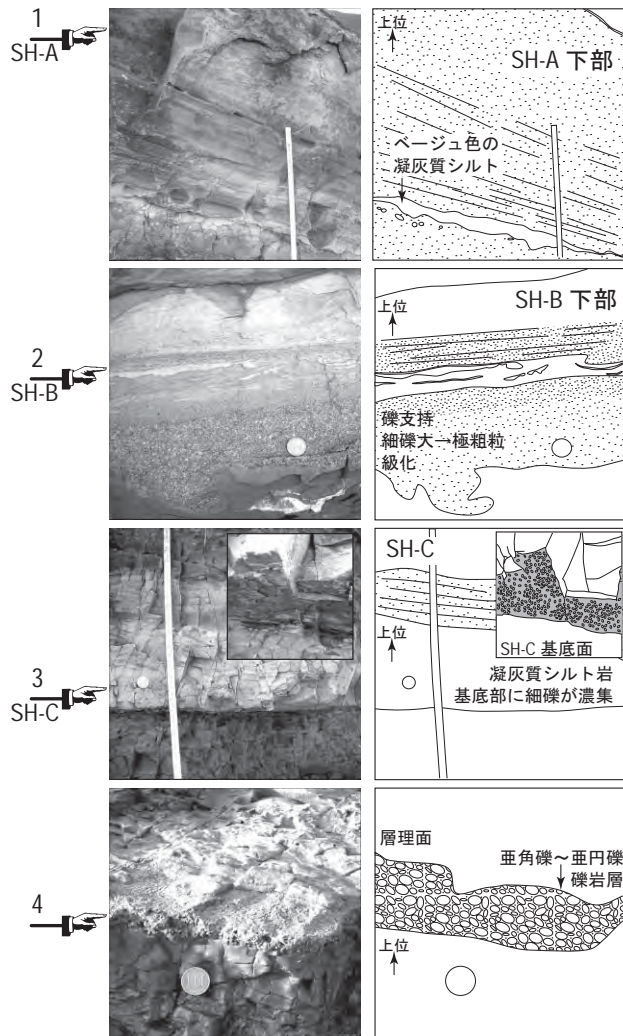 1
SH-A
上位
SH-A 下部
ベージュ色の
凝灰質シルト
2
SH-B
上位
SH-B 下部
礫支持
細礫大→極粗粒
級化
3
SH-C
SH-C
上位
SH-C 基底面
凝灰質シルト岩
基底部に細礫が濃集
4
層理面
亜角礫～亜円礫
礫岩層
上位